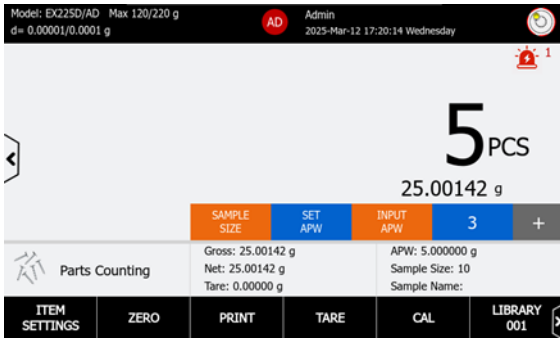 Model: EX225D/AD Max 120/220 g
d= 0.00001/0.0001 g
AD
Admin
2025-Mar-12 17:20:14 Wednesday
1
5 PCS
25.00142 g
SAMPLE SIZE
SET APW
INPUT APW
3
+
Parts Counting
Gross: 25.00142 g
Net: 25.00142 g
Tare: 0.00000 g
APW: 5.000000 g
Sample Size: 10
Sample Name:
ITEM SETTINGS
ZERO
PRINT
TARE
CAL
LIBRARY 001